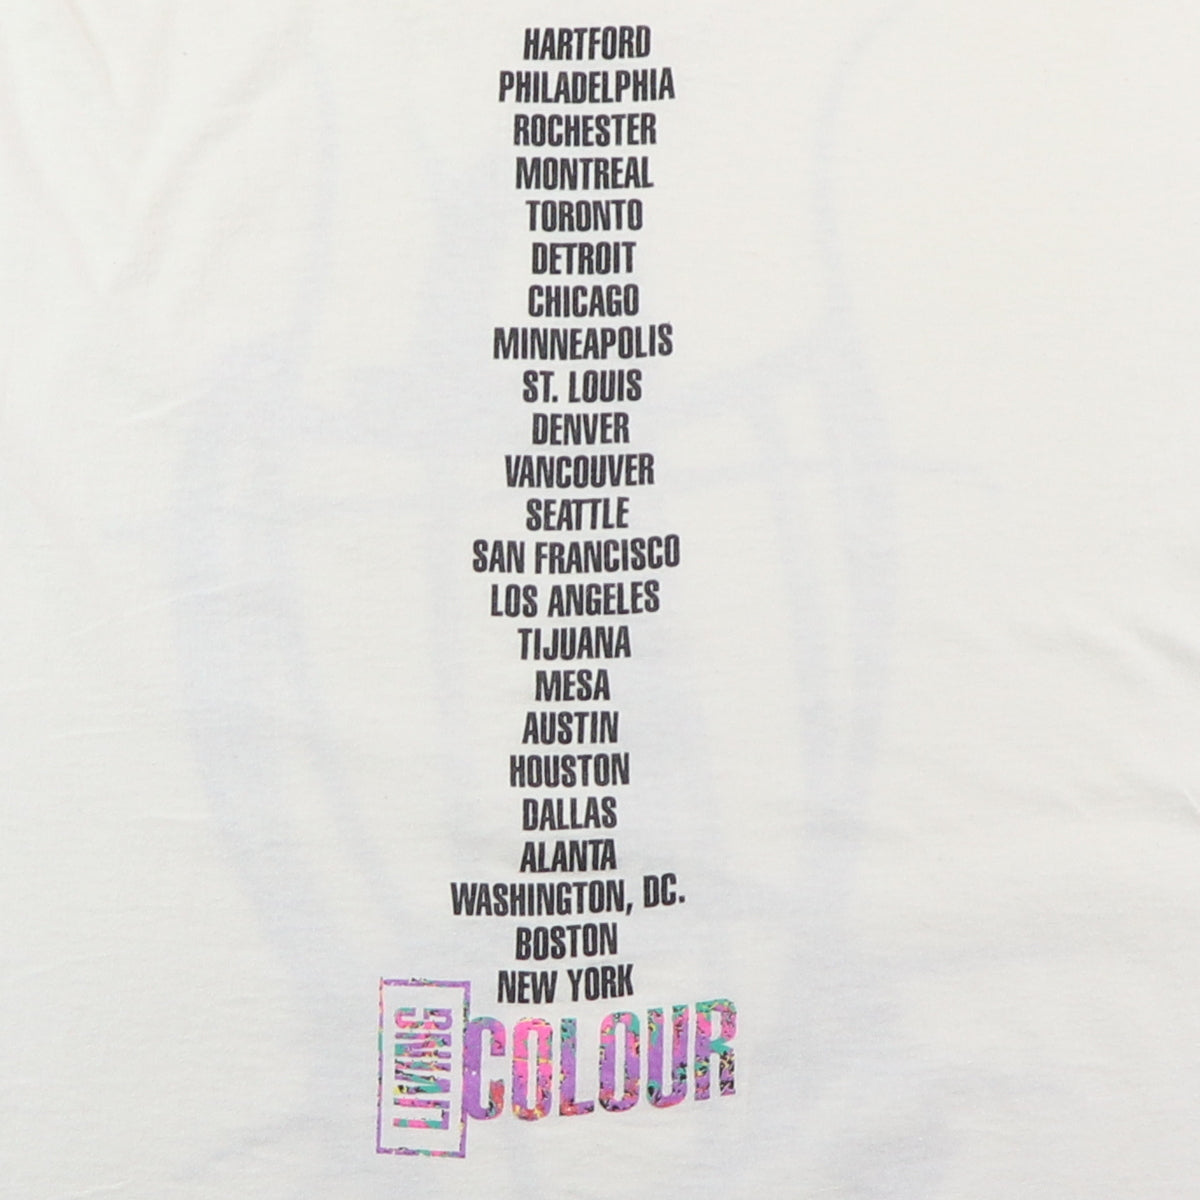 HARTFORD
PHILADELPHIA
ROCHESTER
MONTREAL
TORONTO
DETROIT
CHICAGO
MINNEAPOLIS
ST. LOUIS
DENVER
VANCOUVER
SEATTLE
SAN FRANCISCO
LOS ANGELES
TIJUANA
MESA
AUSTIN
HOUSTON
DALLAS
ALANTA
WASHINGTON, DC.
BOSTON
NEW YORK
LIVING
COLOUR